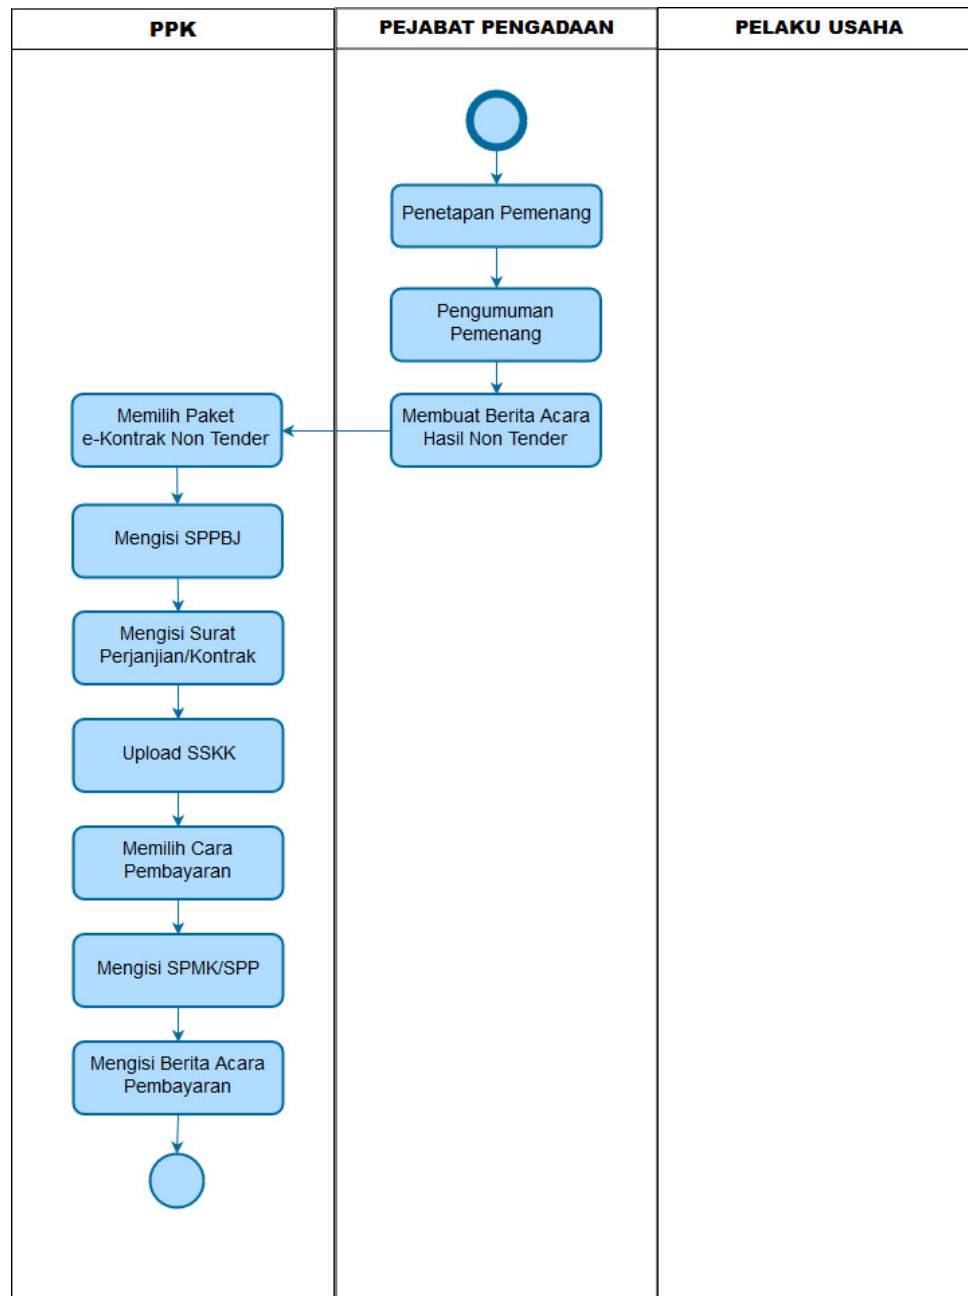 PPK
PEJABAT PENGADAAN
PELAKU USAHA
Penetapan Pemenang
Pengumuman
Pemenang
Membuat Berita Acara
Hasil Non Tender
Memilih Paket
e-Kontrak Non Tender
Mengisi SPPBJ
Mengisi Surat
Perjanjian/Kontrak
Upload SSKK
Memilih Cara
Pembayaran
Mengisi SPMK/SPP
Mengisi Berita Acara
Pembayaran